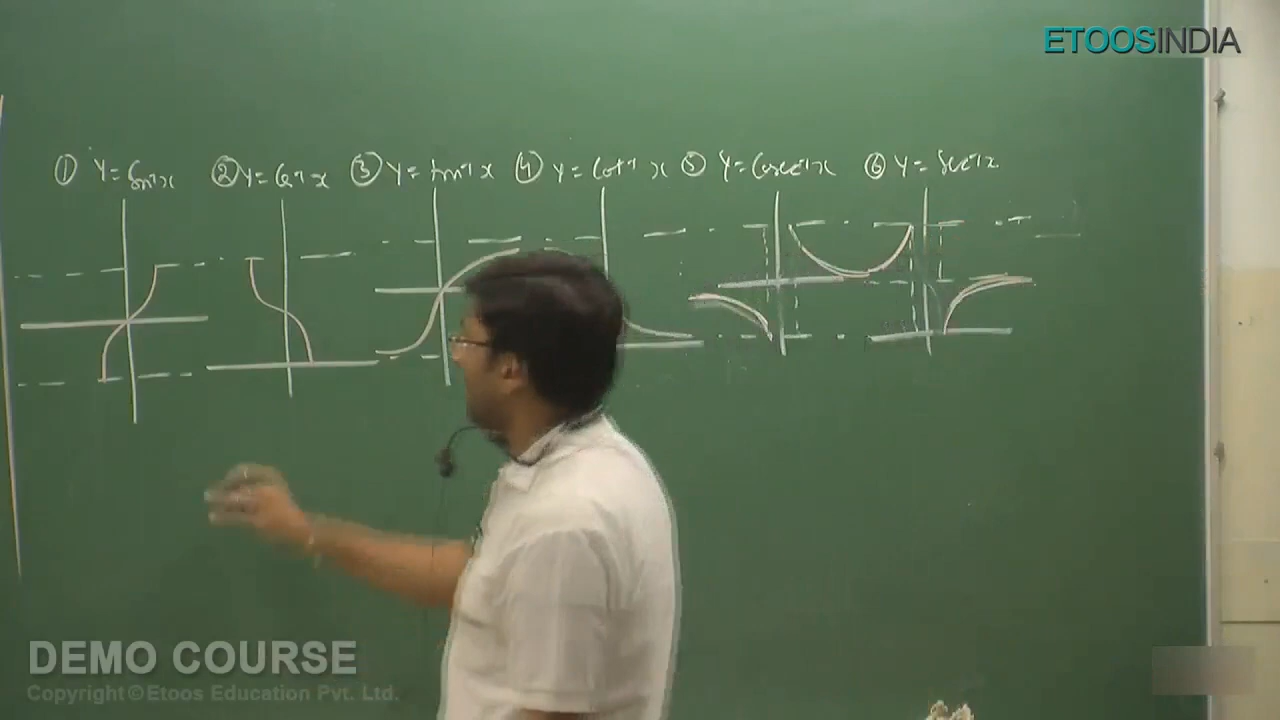 ETOOSINDIA
① y = sin⁻¹x ② y = cos⁻¹x ③ y = tan⁻¹x ④ y = cot⁻¹x ⑤ y = cosec⁻¹x ⑥ y = sec⁻¹x
DEMO COURSE
Copyright © Etoos Education Pvt. Ltd.